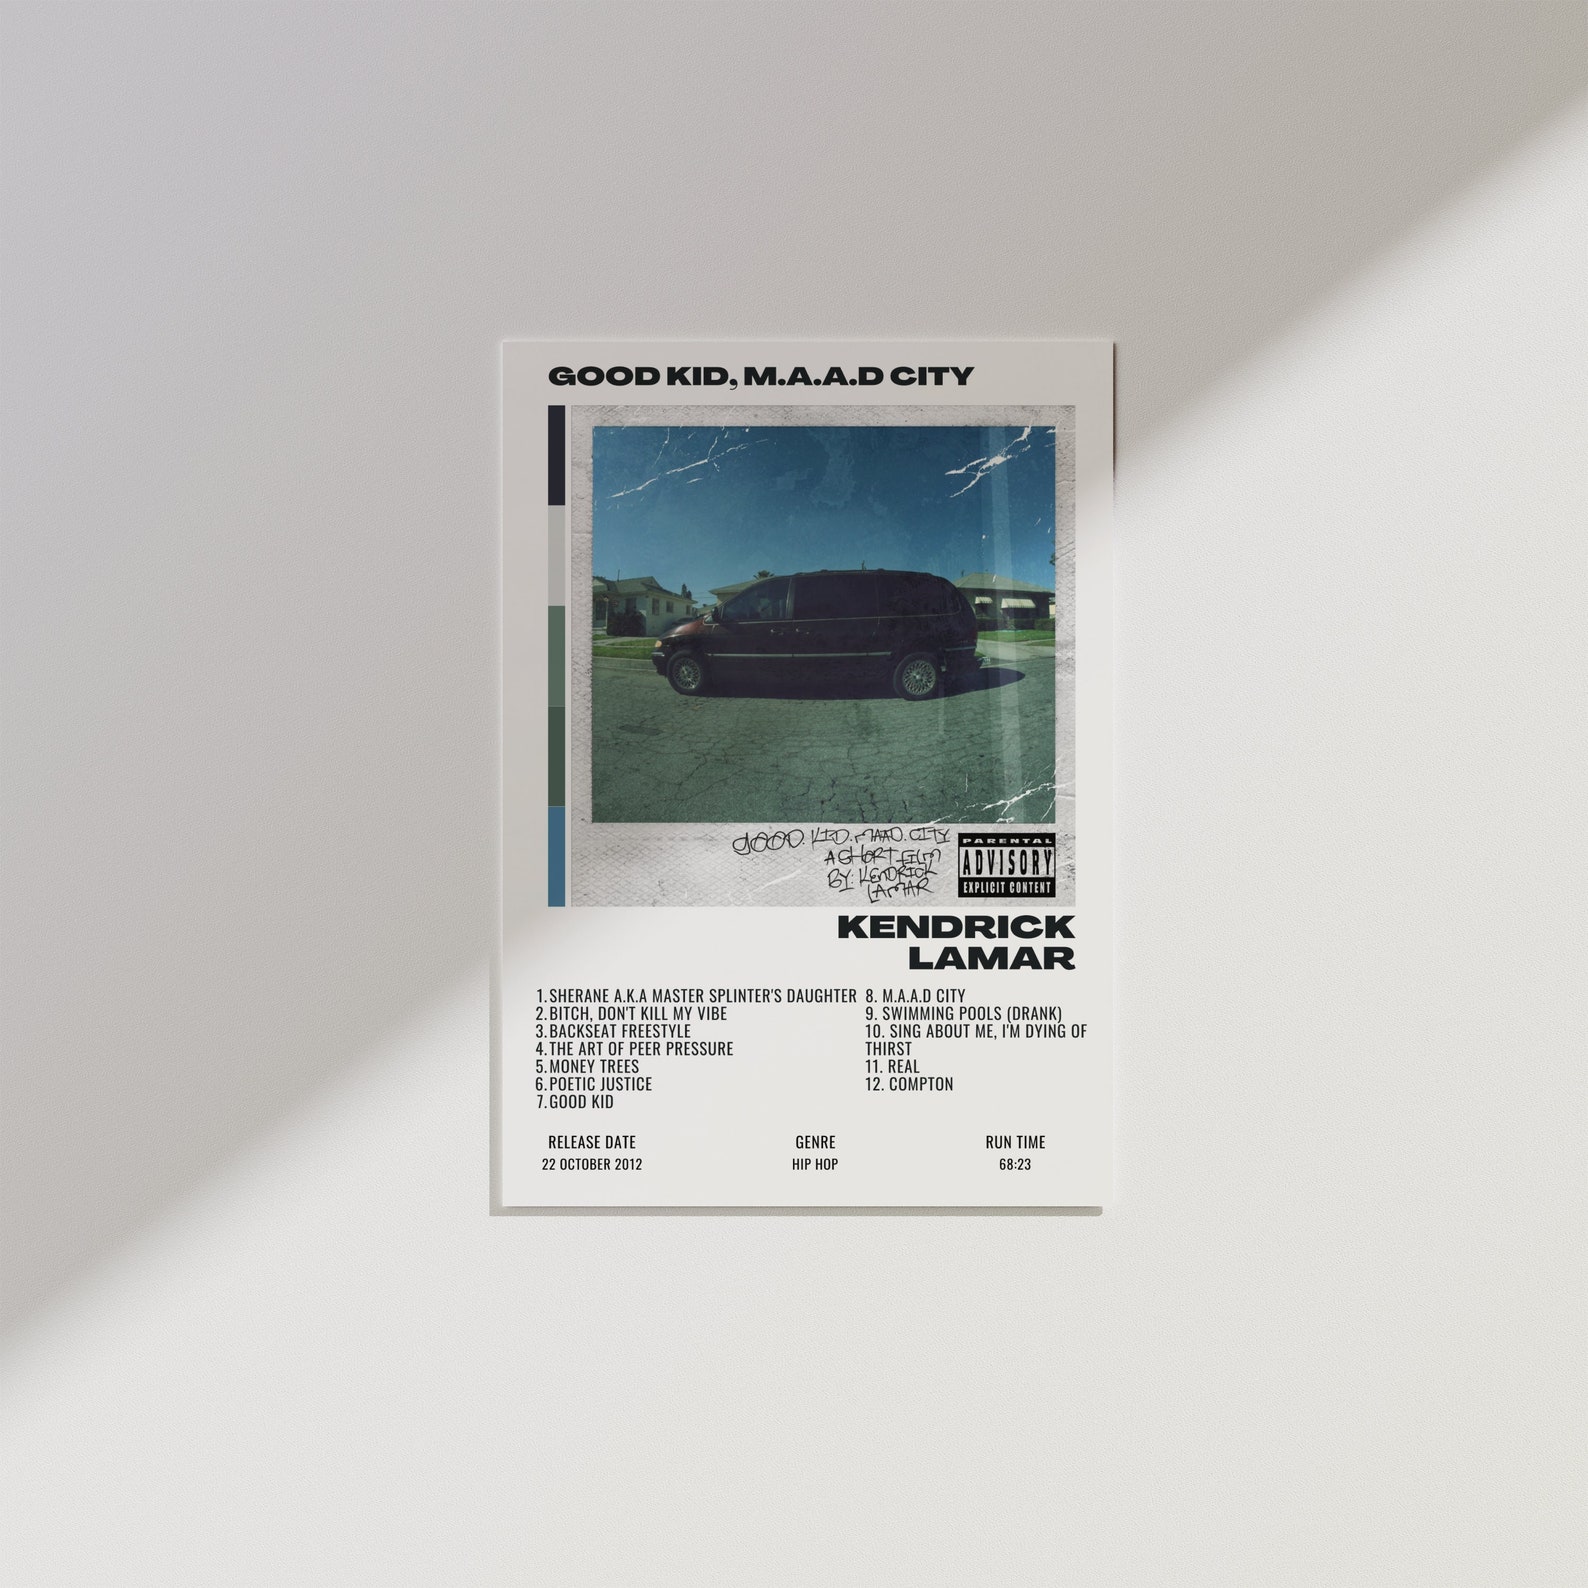 GOOD KID, M.A.A.D CITY
GOOD. KID. MAAD. CITY
A SHORT FILM
BY: KENDRICK
LAMAR
PARENTAL
ADVISORY
EXPLICIT CONTENT
KENDRICK
LAMAR
1. SHERANE A.K.A MASTER SPLINTER'S DAUGHTER
2. BITCH, DON'T KILL MY VIBE
3. BACKSEAT FREESTYLE
4. THE ART OF PEER PRESSURE
5. MONEY TREES
6. POETIC JUSTICE
7. GOOD KID
8. M.A.A.D CITY
9. SWIMMING POOLS (DRANK)
10. SING ABOUT ME, I'M DYING OF
THIRST
11. REAL
12. COMPTON
RELEASE DATE
22 OCTOBER 2012
GENRE
HIP HOP
RUN TIME
68:23